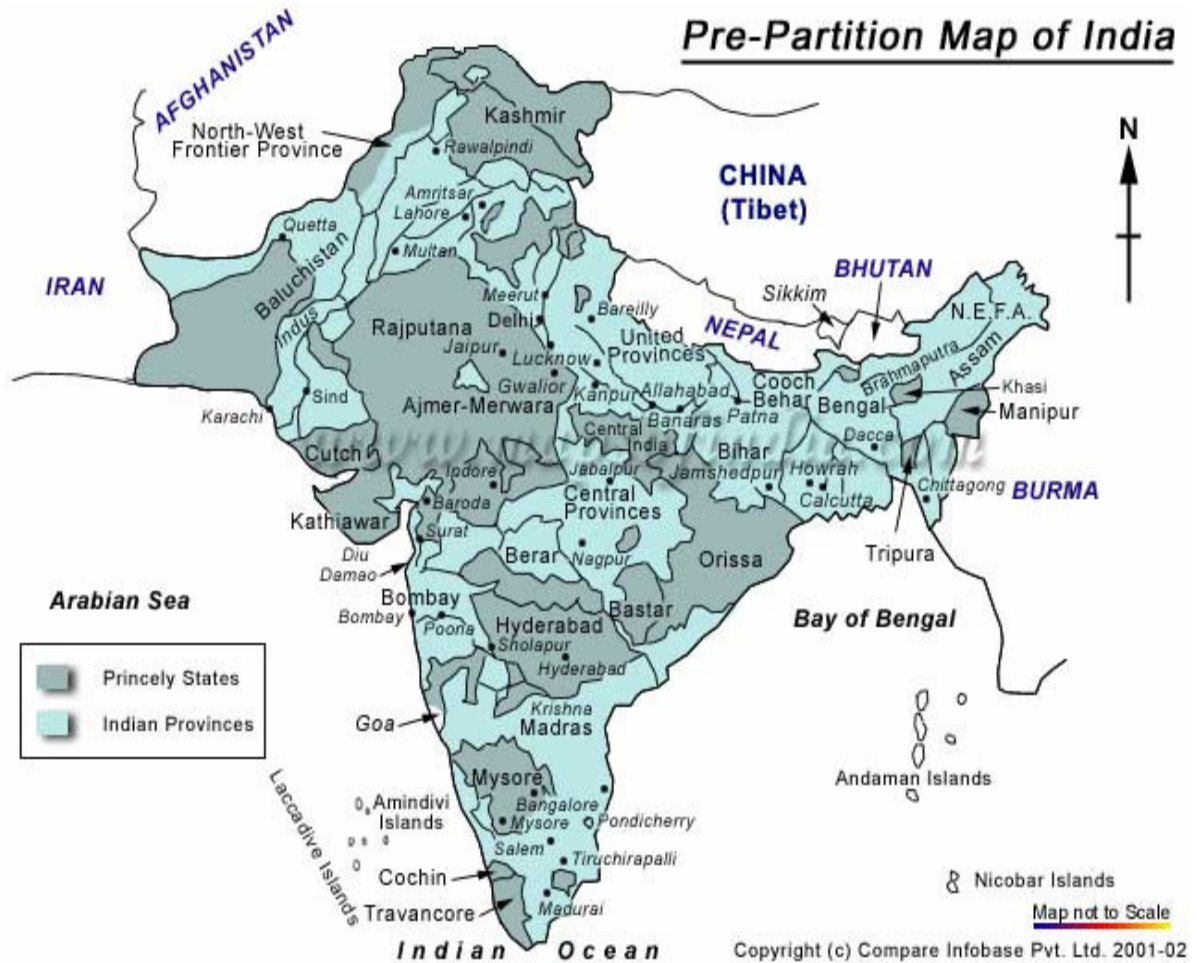 Pre-Partition Map of India
AFGHANISTAN
North-West
Frontier Province
Kashmir
Rawalpindi
N
CHINA
(Tibet)
Amritsar
Lahore
Quetta
Multan
IRAN
Baluchistan
Indus
BHUTAN
Sikkim
Meerut
Bareilly
Delhi
NEPAL
N.E.F.A.
Rajputana
United
Provinces
Jaipur
Lucknow
Brahmaputra
Assam
Gwalior
Cooch
Behar
Khasi
Sind
Kanpur
Allahabad
Karachi
Ajmer-Merwara
Banaras
Patna
Bengal
Manipur
Central
India
Dacca
Cutch
Bihar
Indore
Jabalpur
Jamshedpur
Howrah
Calcutta
Chittagong
BURMA
Baroda
Central
Provinces
Kathiawar
Surat
Diu
Damao
Berar
Nagpur
Orissa
Tripura
Arabian Sea
Bombay
Bombay
Poona
Bastar
Hyderabad
Sholapur
Hyderabad
Bay of Bengal
Princely States
Indian Provinces
Goa
Krishna
Madras
Laccadive Islands
Amindivi
Islands
Mysore
Bangalore
Mysore
Pondicherry
Andaman Islands
Salem
Tiruchirapalli
Cochin
Travancore
Madurai
Nicobar Islands
Map not to Scale
Indian Ocean
Copyright (c) Compare Infobase Pvt. Ltd. 2001-02